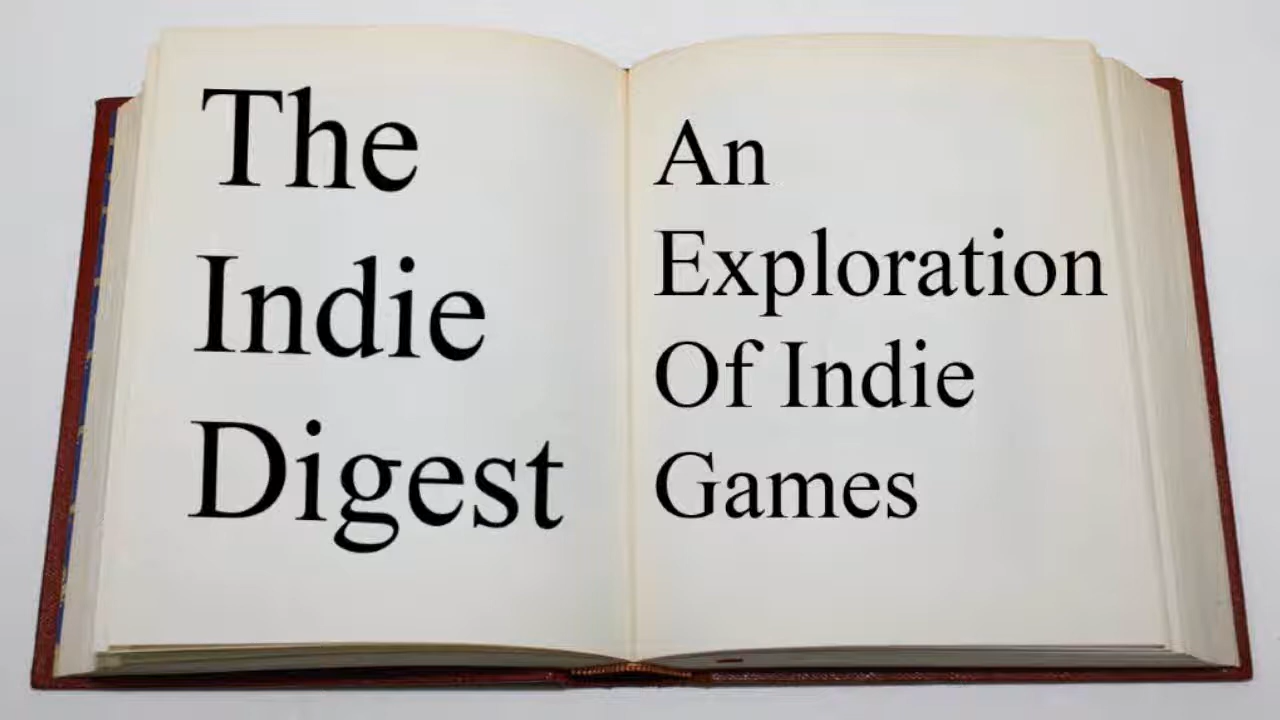 The
Indie
Digest
An
Exploration
Of Indie
Games